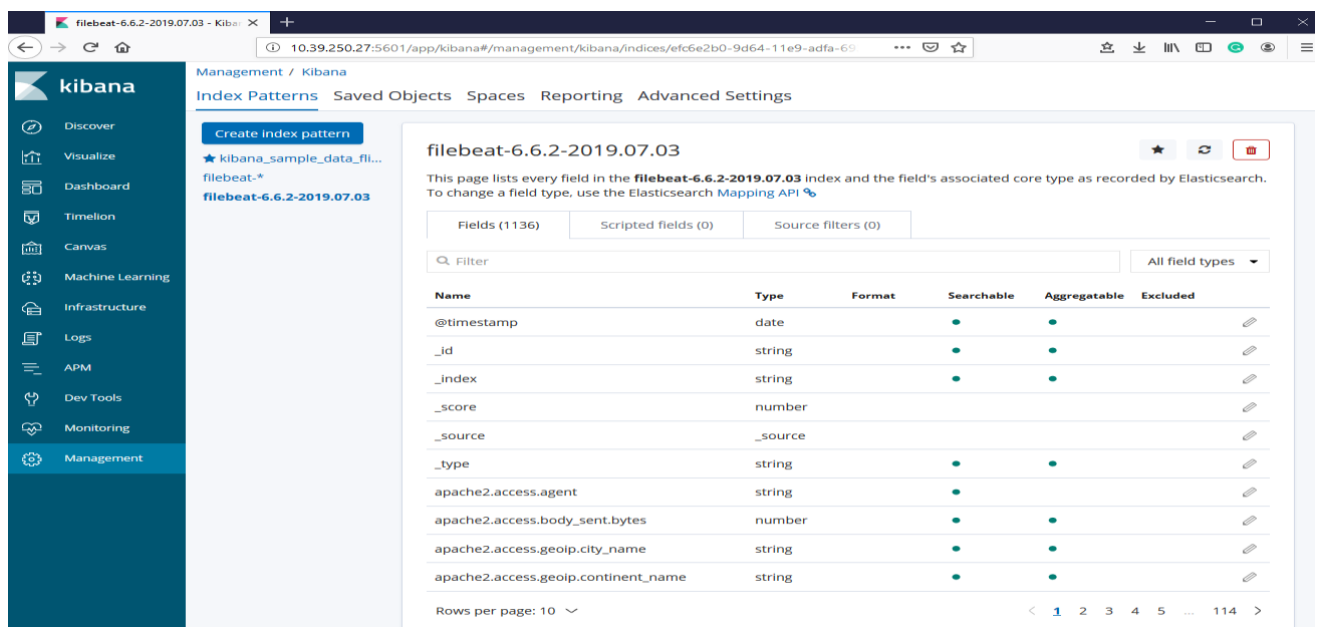 filebeat-6.6.2-2019.07.03 - Kiba
10.39.250.27:5601/app/kibana#/management/kibana/indices/efc6e2b0-9d64-11e9-adfa-69
kibana
Discover
Visualize
Dashboard
Timelion
Canvas
Machine Learning
Infrastructure
Logs
APM
Dev Tools
Monitoring
Management
Management / Kibana
Index Patterns Saved Objects Spaces Reporting Advanced Settings
Create index pattern
kibana_sample_data_fli...
filebeat-*
filebeat-6.6.2-2019.07.03
filebeat-6.6.2-2019.07.03
This page lists every field in the filebeat-6.6.2-2019.07.03 index and the field's associated core type as recorded by Elasticsearch.
To change a field type, use the Elasticsearch Mapping API
Fields (1136) Scripted fields (0) Source filters (0)
Filter All field types
Name Type Format Searchable Aggregatable Excluded
@timestamp date
_id string
_index string
_score number
_source _source
_type string
apache2.access.agent string
apache2.access.body_sent.bytes number
apache2.access.geoip.city_name string
apache2.access.geoip.continent_name string
Rows per page: 10 < 1 2 3 4 5 ... 114 >